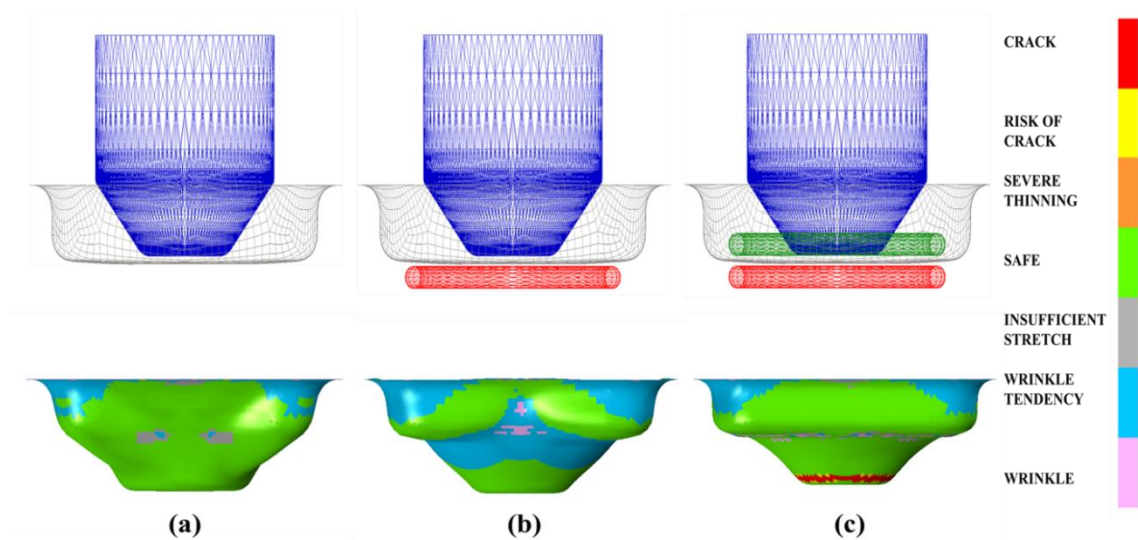 CRACK
RISK OF
CRACK
SEVERE
THINNING
SAFE
INSUFFICIENT
STRETCH
WRINKLE
TENDENCY
WRINKLE
(a)
(b)
(c)